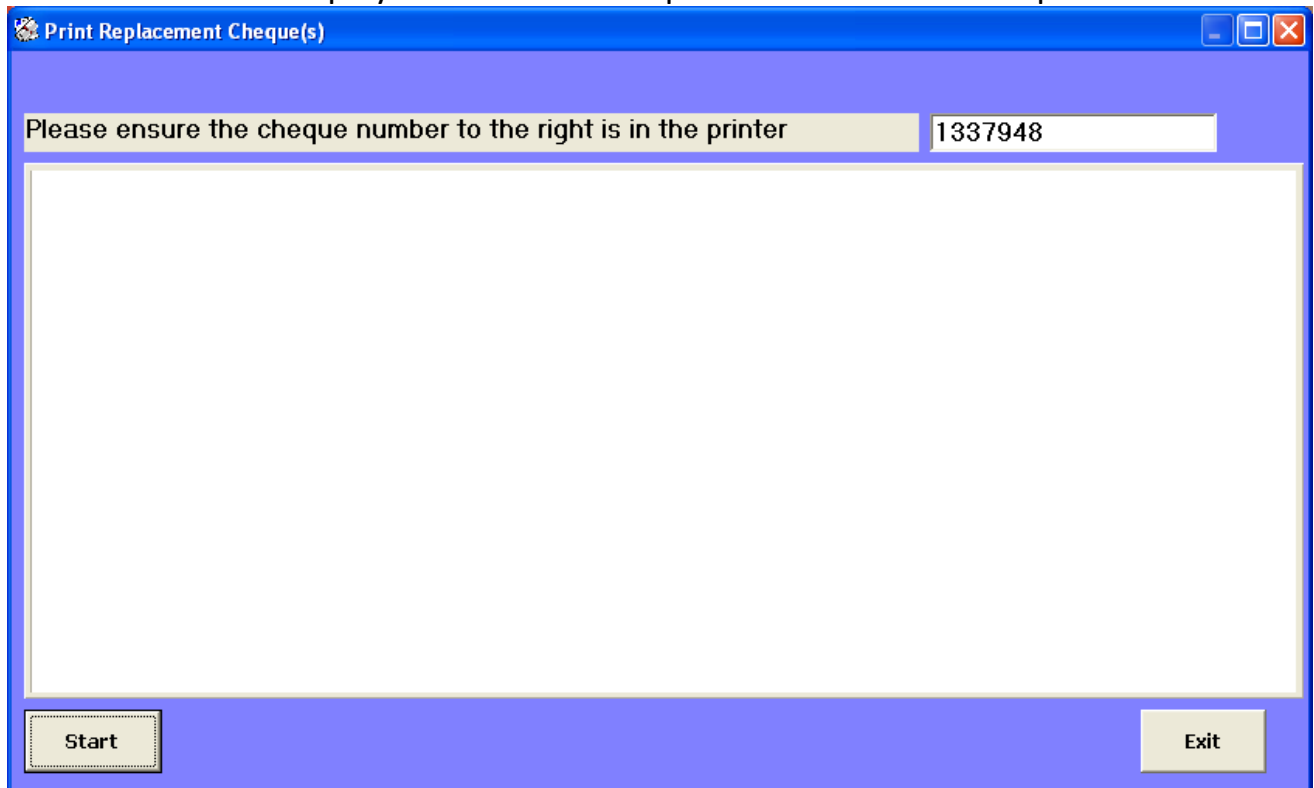 Print Replacement Cheque(s)
Please ensure the cheque number to the right is in the printer 1337948
Start Exit